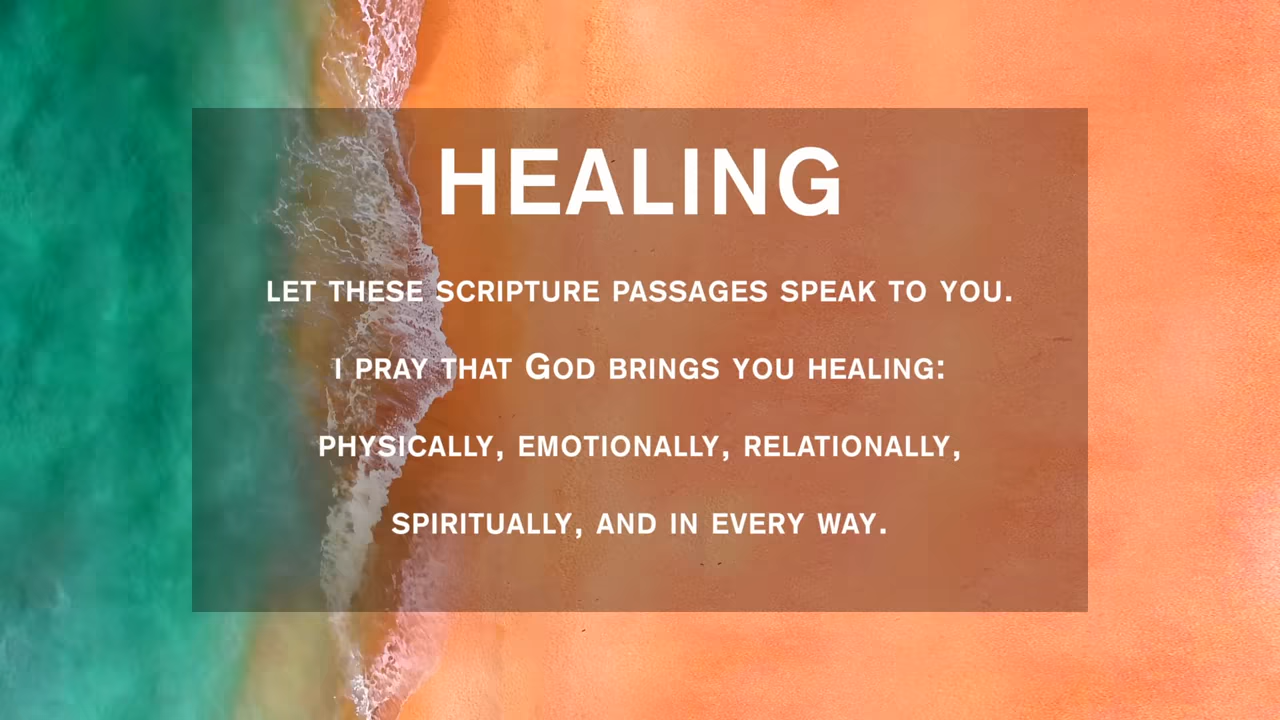 HEALING
LET THESE SCRIPTURE PASSAGES SPEAK TO YOU.
I PRAY THAT GOD BRINGS YOU HEALING:
PHYSICALLY, EMOTIONALLY, RELATIONALLY,
SPIRITUALLY, AND IN EVERY WAY.